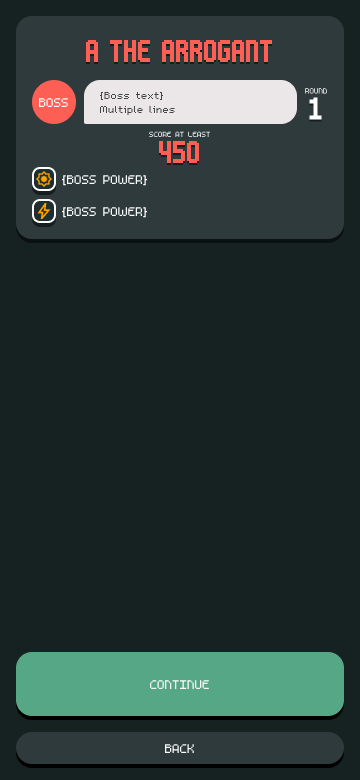 A THE ARROGANT
BOSS
{Boss text}
Multiple lines
ROUND
1
SCORE AT LEAST
450
{BOSS POWER}
{BOSS POWER}
CONTINUE
BACK